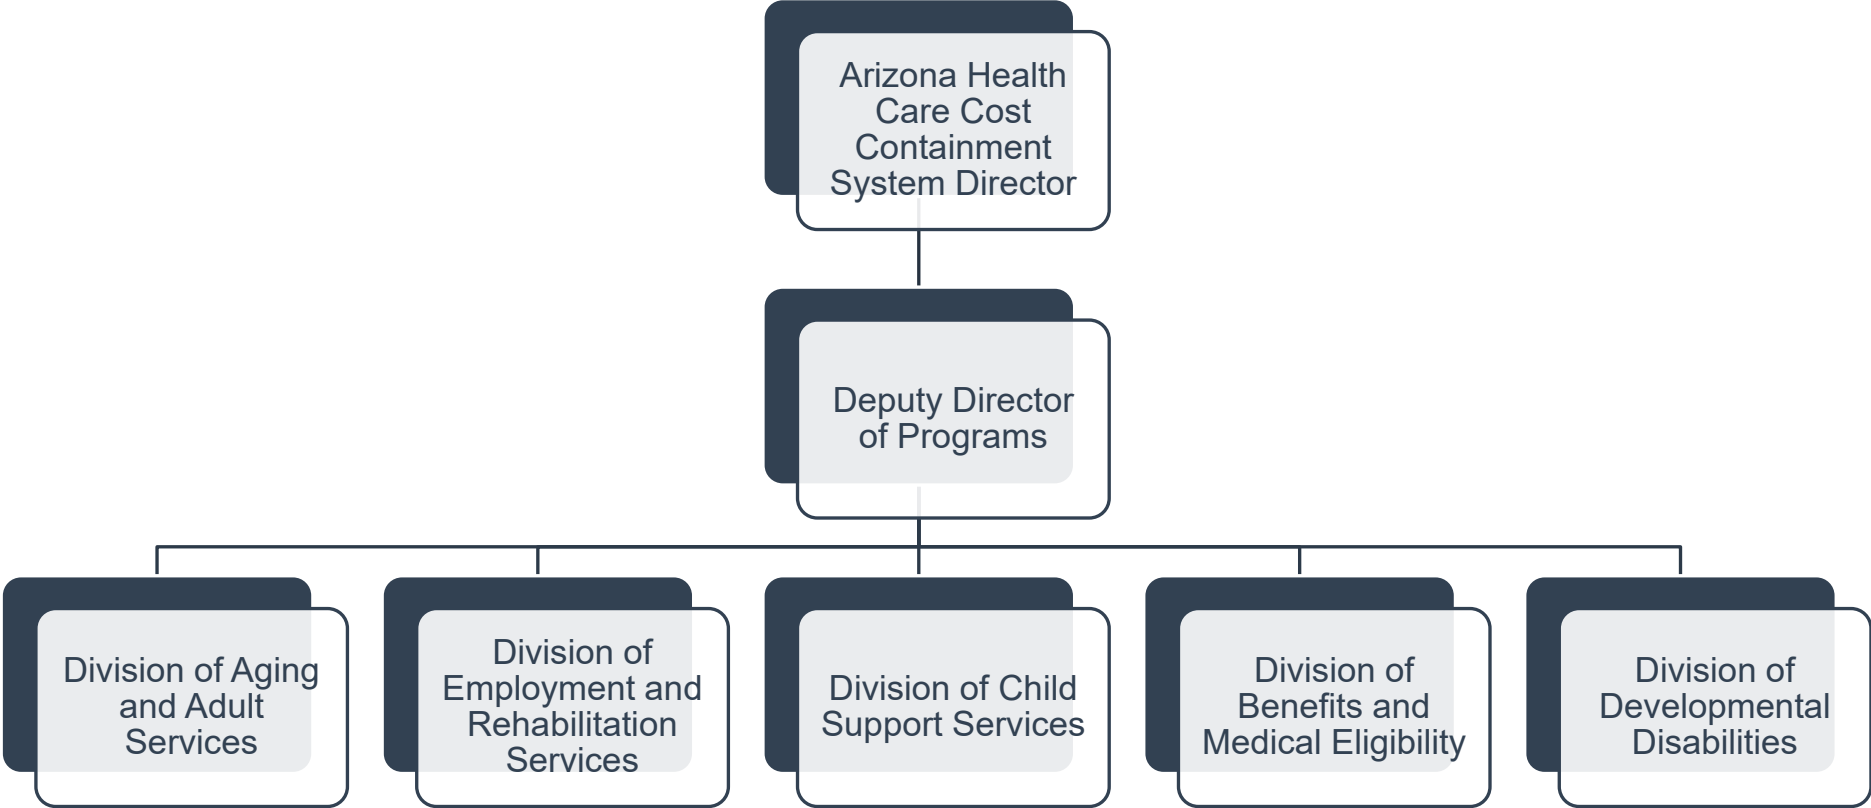 Arizona Health
Care Cost
Containment
System Director
Deputy Director
of Programs
Division of Aging
and Adult
Services
Division of
Employment and
Rehabilitation
Services
Division of Child
Support Services
Division of
Benefits and
Medical Eligibility
Division of
Developmental
Disabilities